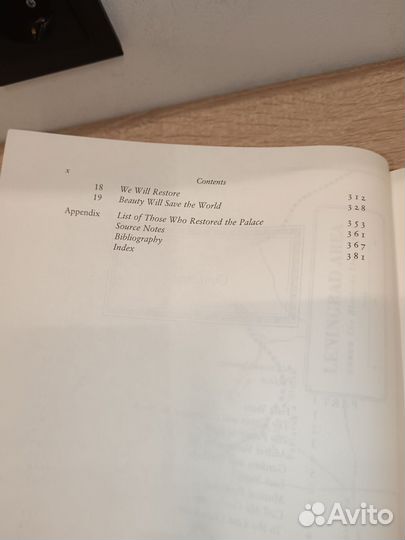 x
Contents
18 We Will Restore 312
19 Beauty Will Save the World 328
Appendix List of Those Who Restored the Palace 353
Source Notes 361
Bibliography 367
Index 381
LENINGRAD
Avito